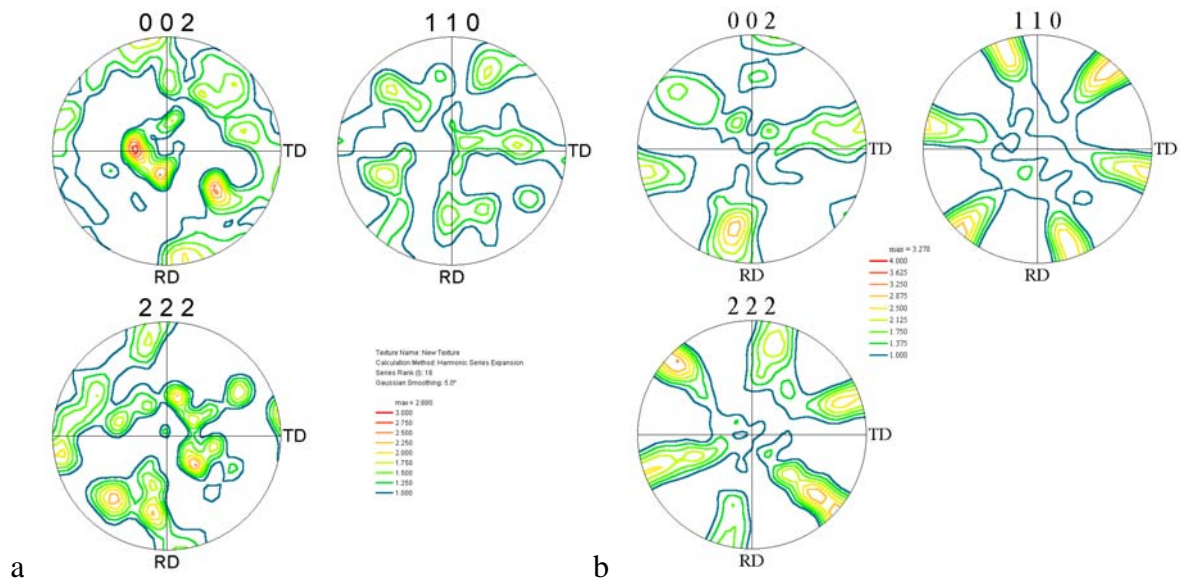 0 0 2
1 1 0
TD
TD
RD
RD
2 2 2
TD
RD
Texture Name: New Texture
Calculation Method: Harmonic Series Expansion
Series Rank (l): 16
Gaussian Smoothing: 5.0°
max = 2.880
3.000
2.750
2.500
2.250
2.000
1.750
1.500
1.250
1.000
a
0 0 2
1 1 0
TD
TD
RD
RD
max = 3.278
4.000
3.625
3.250
2.875
2.500
2.125
1.750
1.375
1.000
2 2 2
TD
RD
b